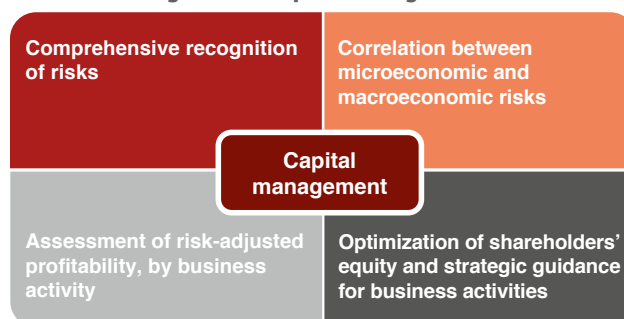 Comprehensive recognition
of risks
Correlation between
microeconomic and
macroeconomic risks
Capital
management
Assessment of risk-adjusted
profitability, by business
activity
Optimization of shareholders’
equity and strategic guidance
for business activities